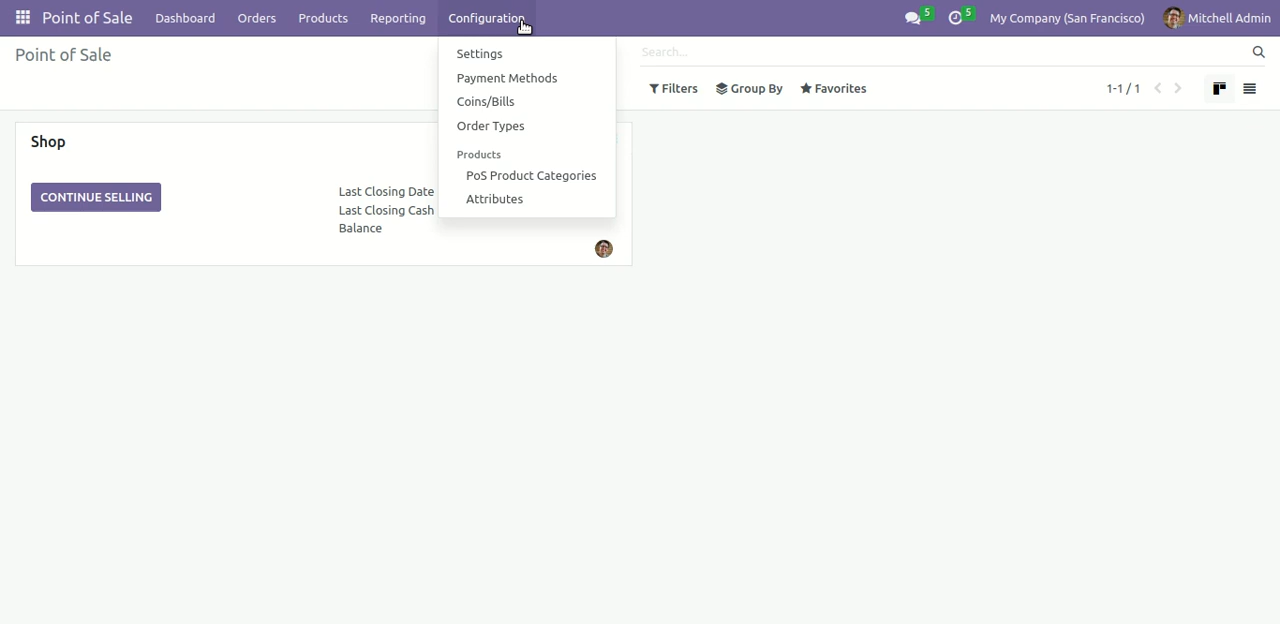 Point of Sale Dashboard Orders Products Reporting Configuration 5 5 My Company (San Francisco) Mitchell Admin
Point of Sale
Search...
Filters Group By Favorites 1-1 / 1
Settings
Payment Methods
Coins/Bills
Order Types
Products
PoS Product Categories
Attributes
Shop
CONTINUE SELLING
Last Closing Date
Last Closing Cash
Balance